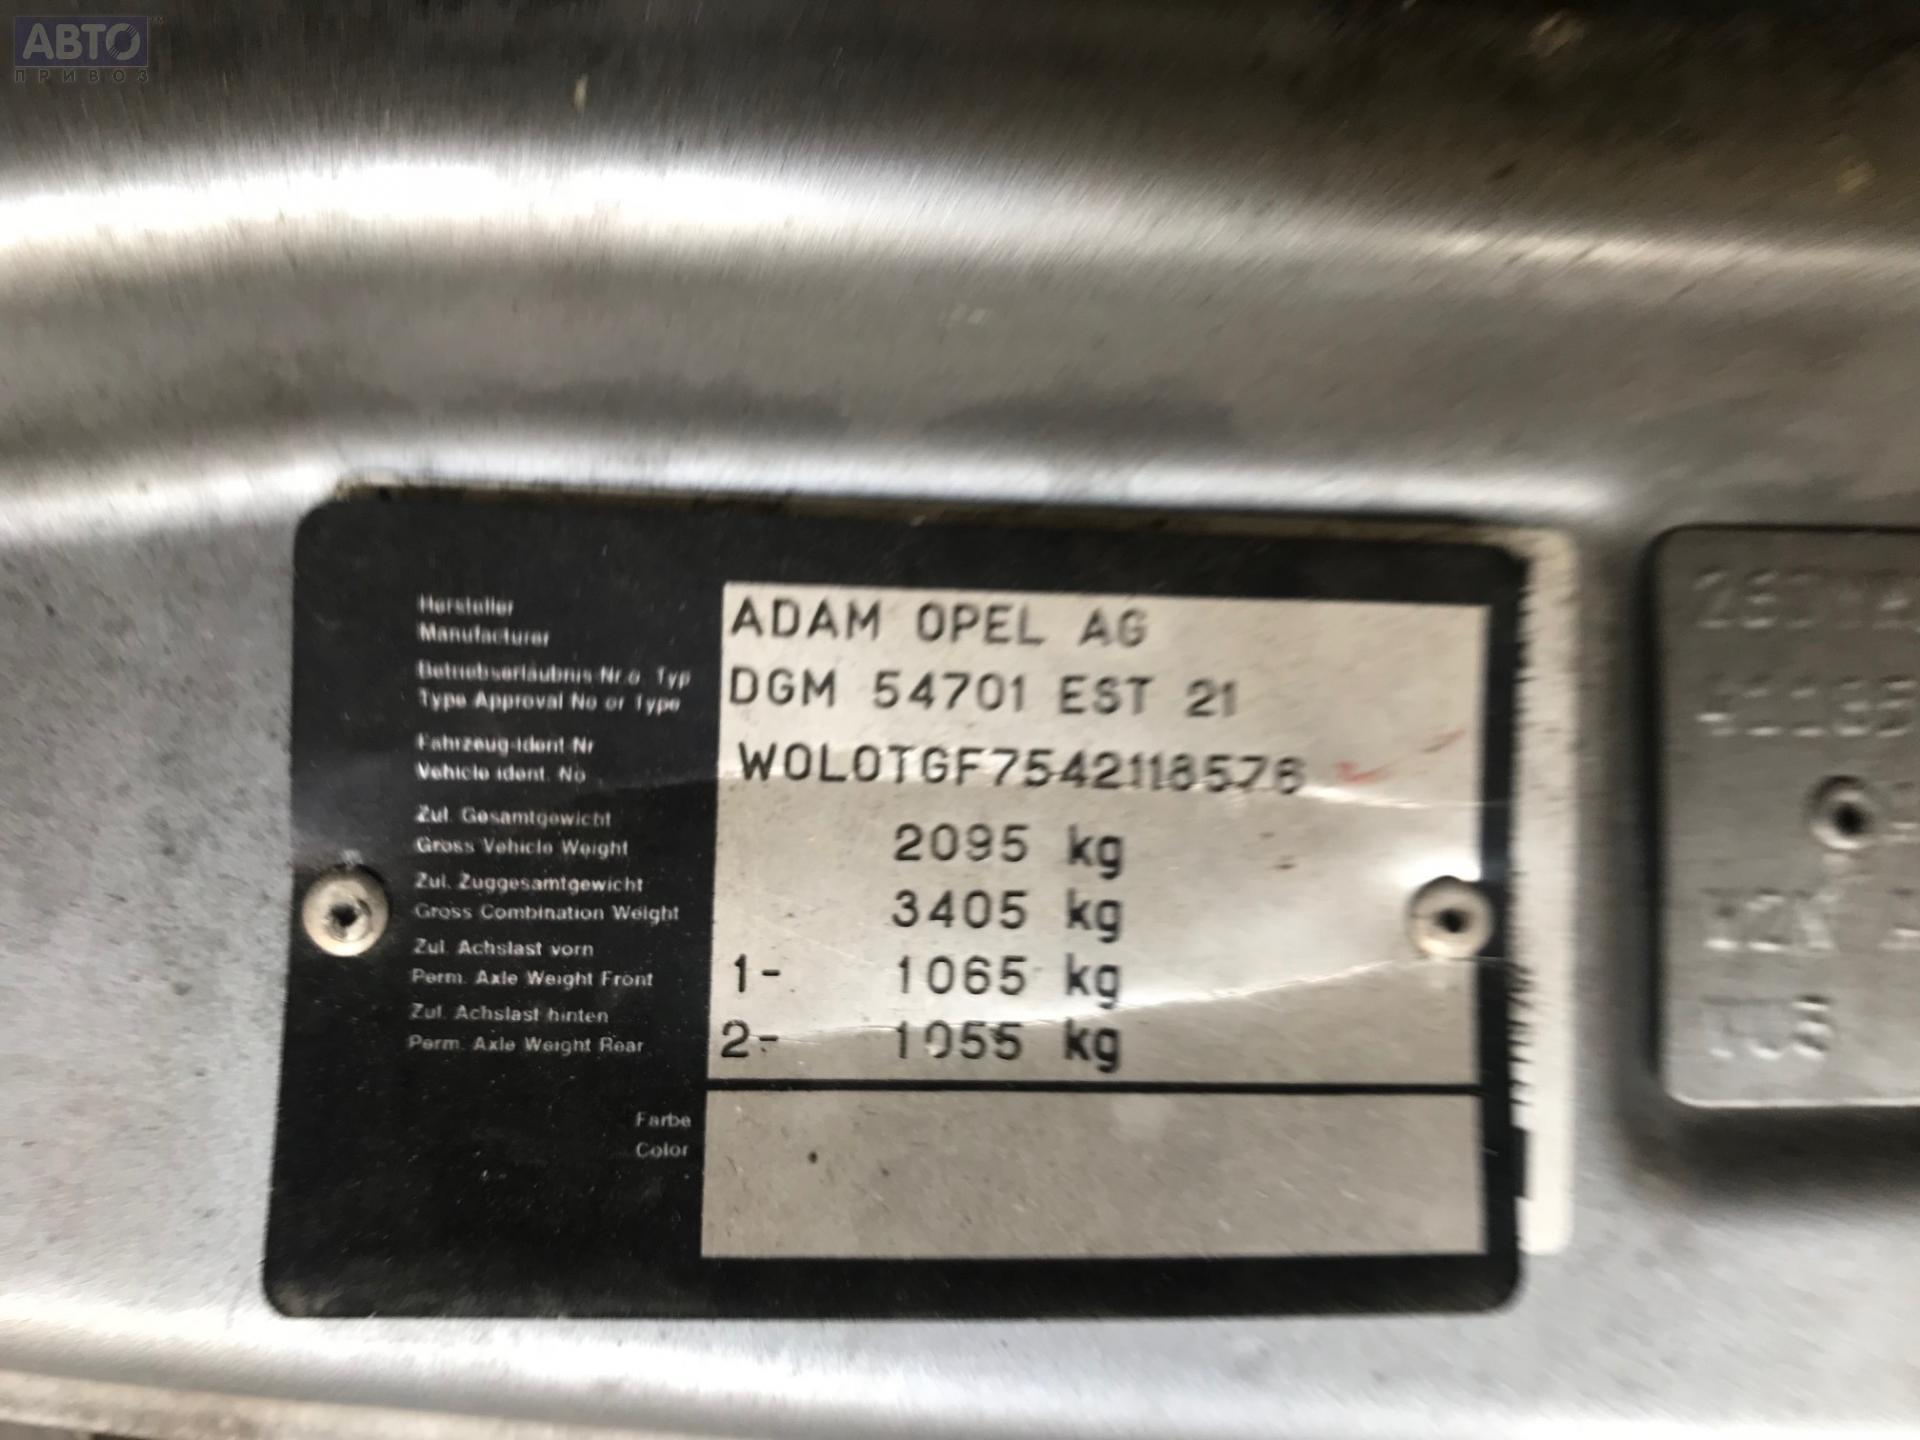 АВТО
ПРИВОЗ
Hersteller
Manufacturer
ADAM OPEL AG
Betriebserlaubnis-Nr.o. Typ
Type Approval No or Type
DGM 54701 EST 21
Fahrzeug-Ident Nr
Vehicle ident. No
W0L0TGF7542118576
Zul. Gesamtgewicht
Gross Vehicle Weight
2095 kg
Zul. Zuggesamtgewicht
Gross Combination Weight
3405 kg
Zul. Achslast vorn
Perm. Axle Weight Front
1- 1065 kg
Zul. Achslast hinten
Perm. Axle Weight Rear
2- 1055 kg
Farbe
Color